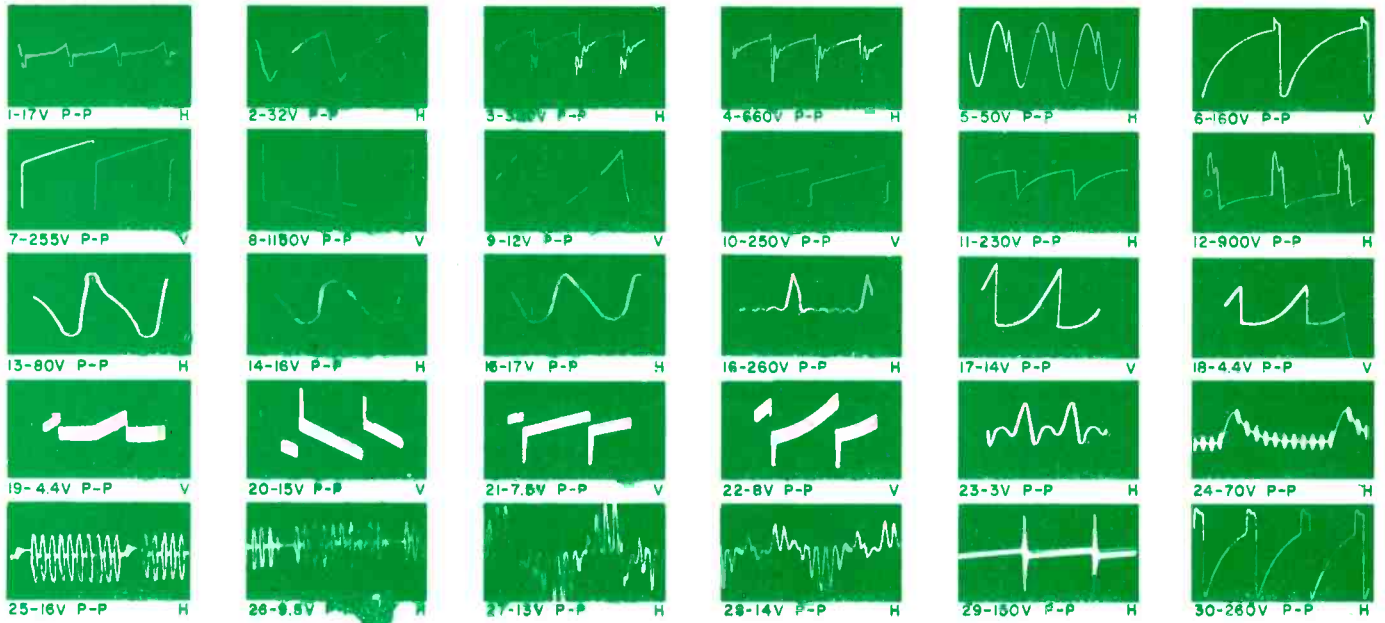 1-17V P-P H
2-32V P-P H
V P-P H
4-660V P-P H
5-50V P-P H
6-160V P-P V
7-255V P-P V
8-1150V P-P V
9-12V P-P V
10-250V P-P V
11-230V P-P H
12-900V P-P H
13-80V P-P H
14-16V P-P H
15-17V P-P H
16-260V P-P H
17-14V P-P V
18-4.4V P-P V
19-4.4V P-P V
20-15V P-P V
21-7.5V P-P V
22-8V P-P V
23-3V P-P H
24-70V P-P H
25-16V P-P H
26-9.5V P-P H
27-13V P-P H
28-14V P-P H
29-150V P-P H
30-260V P-P H